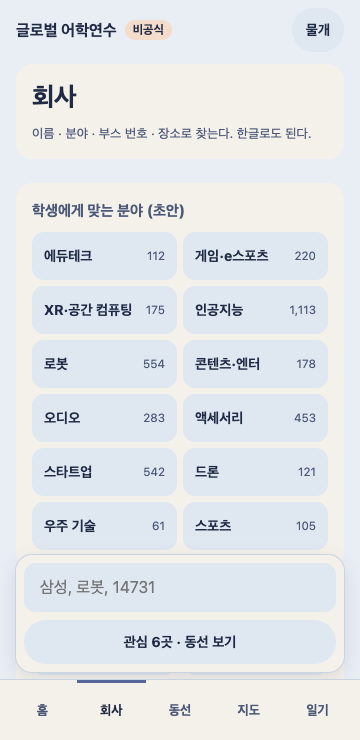 글로벌 어학연수 비공식 물개
회사
이름 · 분야 · 부스 번호 · 장소로 찾는다. 한글로도 된다.
학생에게 맞는 분야 (초안)
에듀테크 112 게임·e스포츠 220
XR·공간 컴퓨팅 175 인공지능 1,113
로봇 554 콘텐츠·엔터 178
오디오 283 액세서리 453
스타트업 542 드론 121
우주 기술 61 스포츠 105
삼성, 로봇, 14731
관심 6곳 · 동선 보기
홈 회사 동선 지도 일기